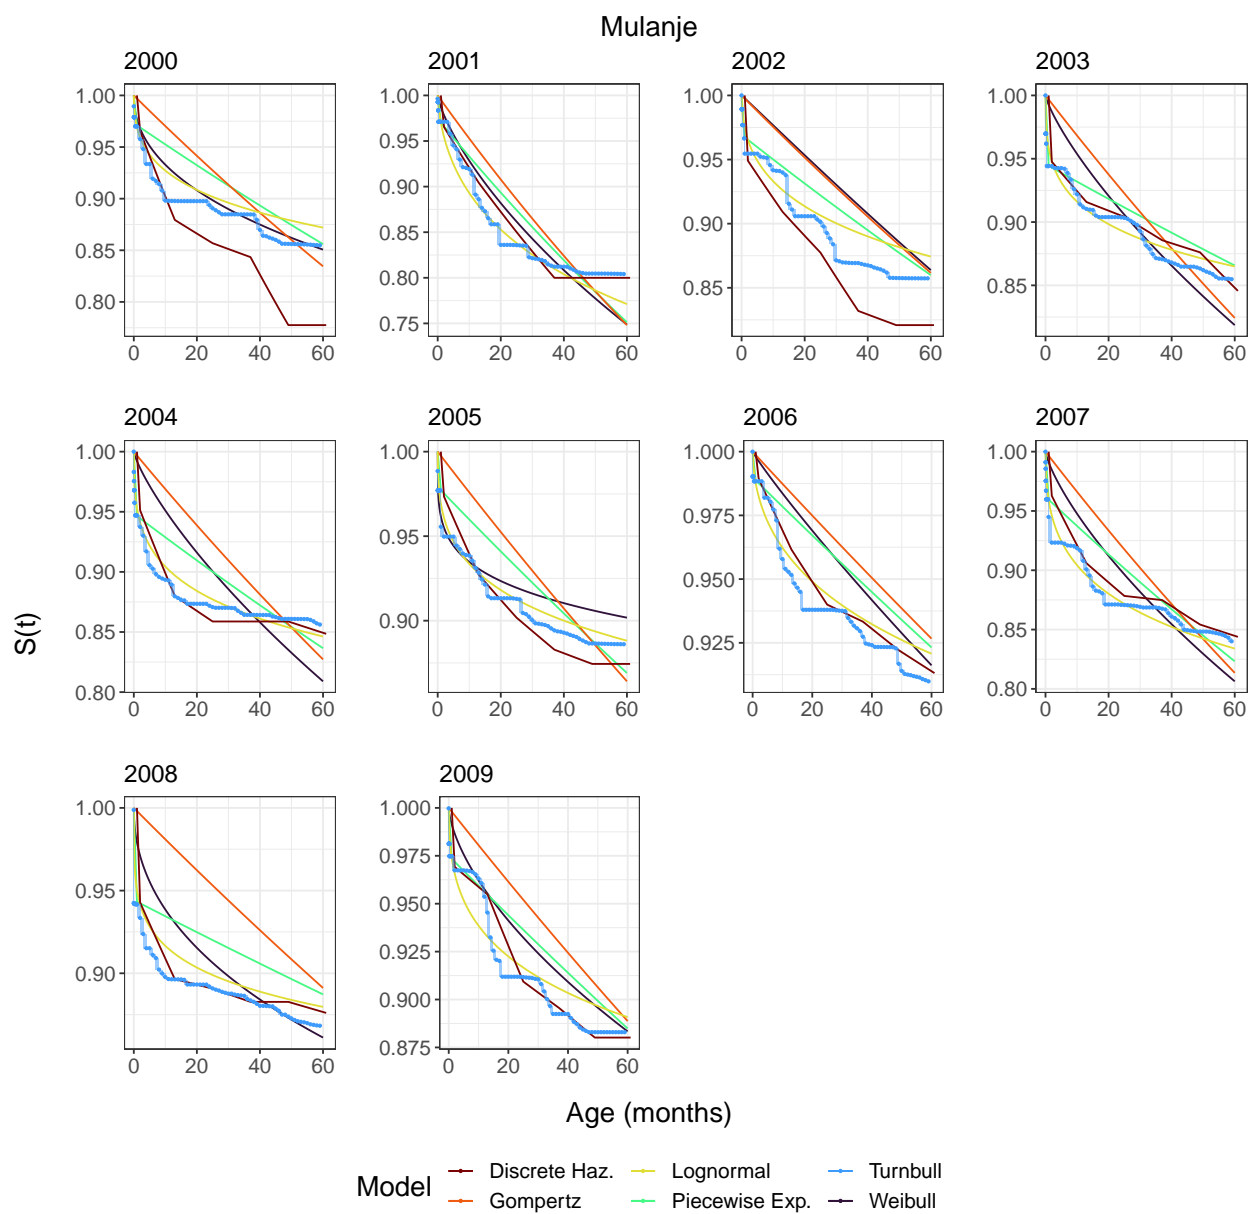 Mulanje
2000 2001 2002 2003
1.00 1.00 1.00 1.00
0.95 0.95 0.95 0.95
0.90 0.90 0.90 0.90
0.85 0.85 0.85 0.85
0.80 0.80
0.75
0 20 40 60 0 20 40 60 0 20 40 60 0 20 40 60
2004 2005 2006 2007
1.00 1.00 1.000 1.00
0.95 0.95 0.975 0.95
0.90 0.90 0.950 0.90
0.85 0.925 0.85
0.80 0.80
0 20 40 60 0 20 40 60 0 20 40 60 0 20 40 60
S(t)
2008 2009
1.00 1.000
0.95 0.975
0.90 0.950
0.925
0.900
0.875
0 20 40 60 0 20 40 60
Age (months)
Model
Discrete Haz. Lognormal Turnbull
Gompertz Piecewise Exp. Weibull